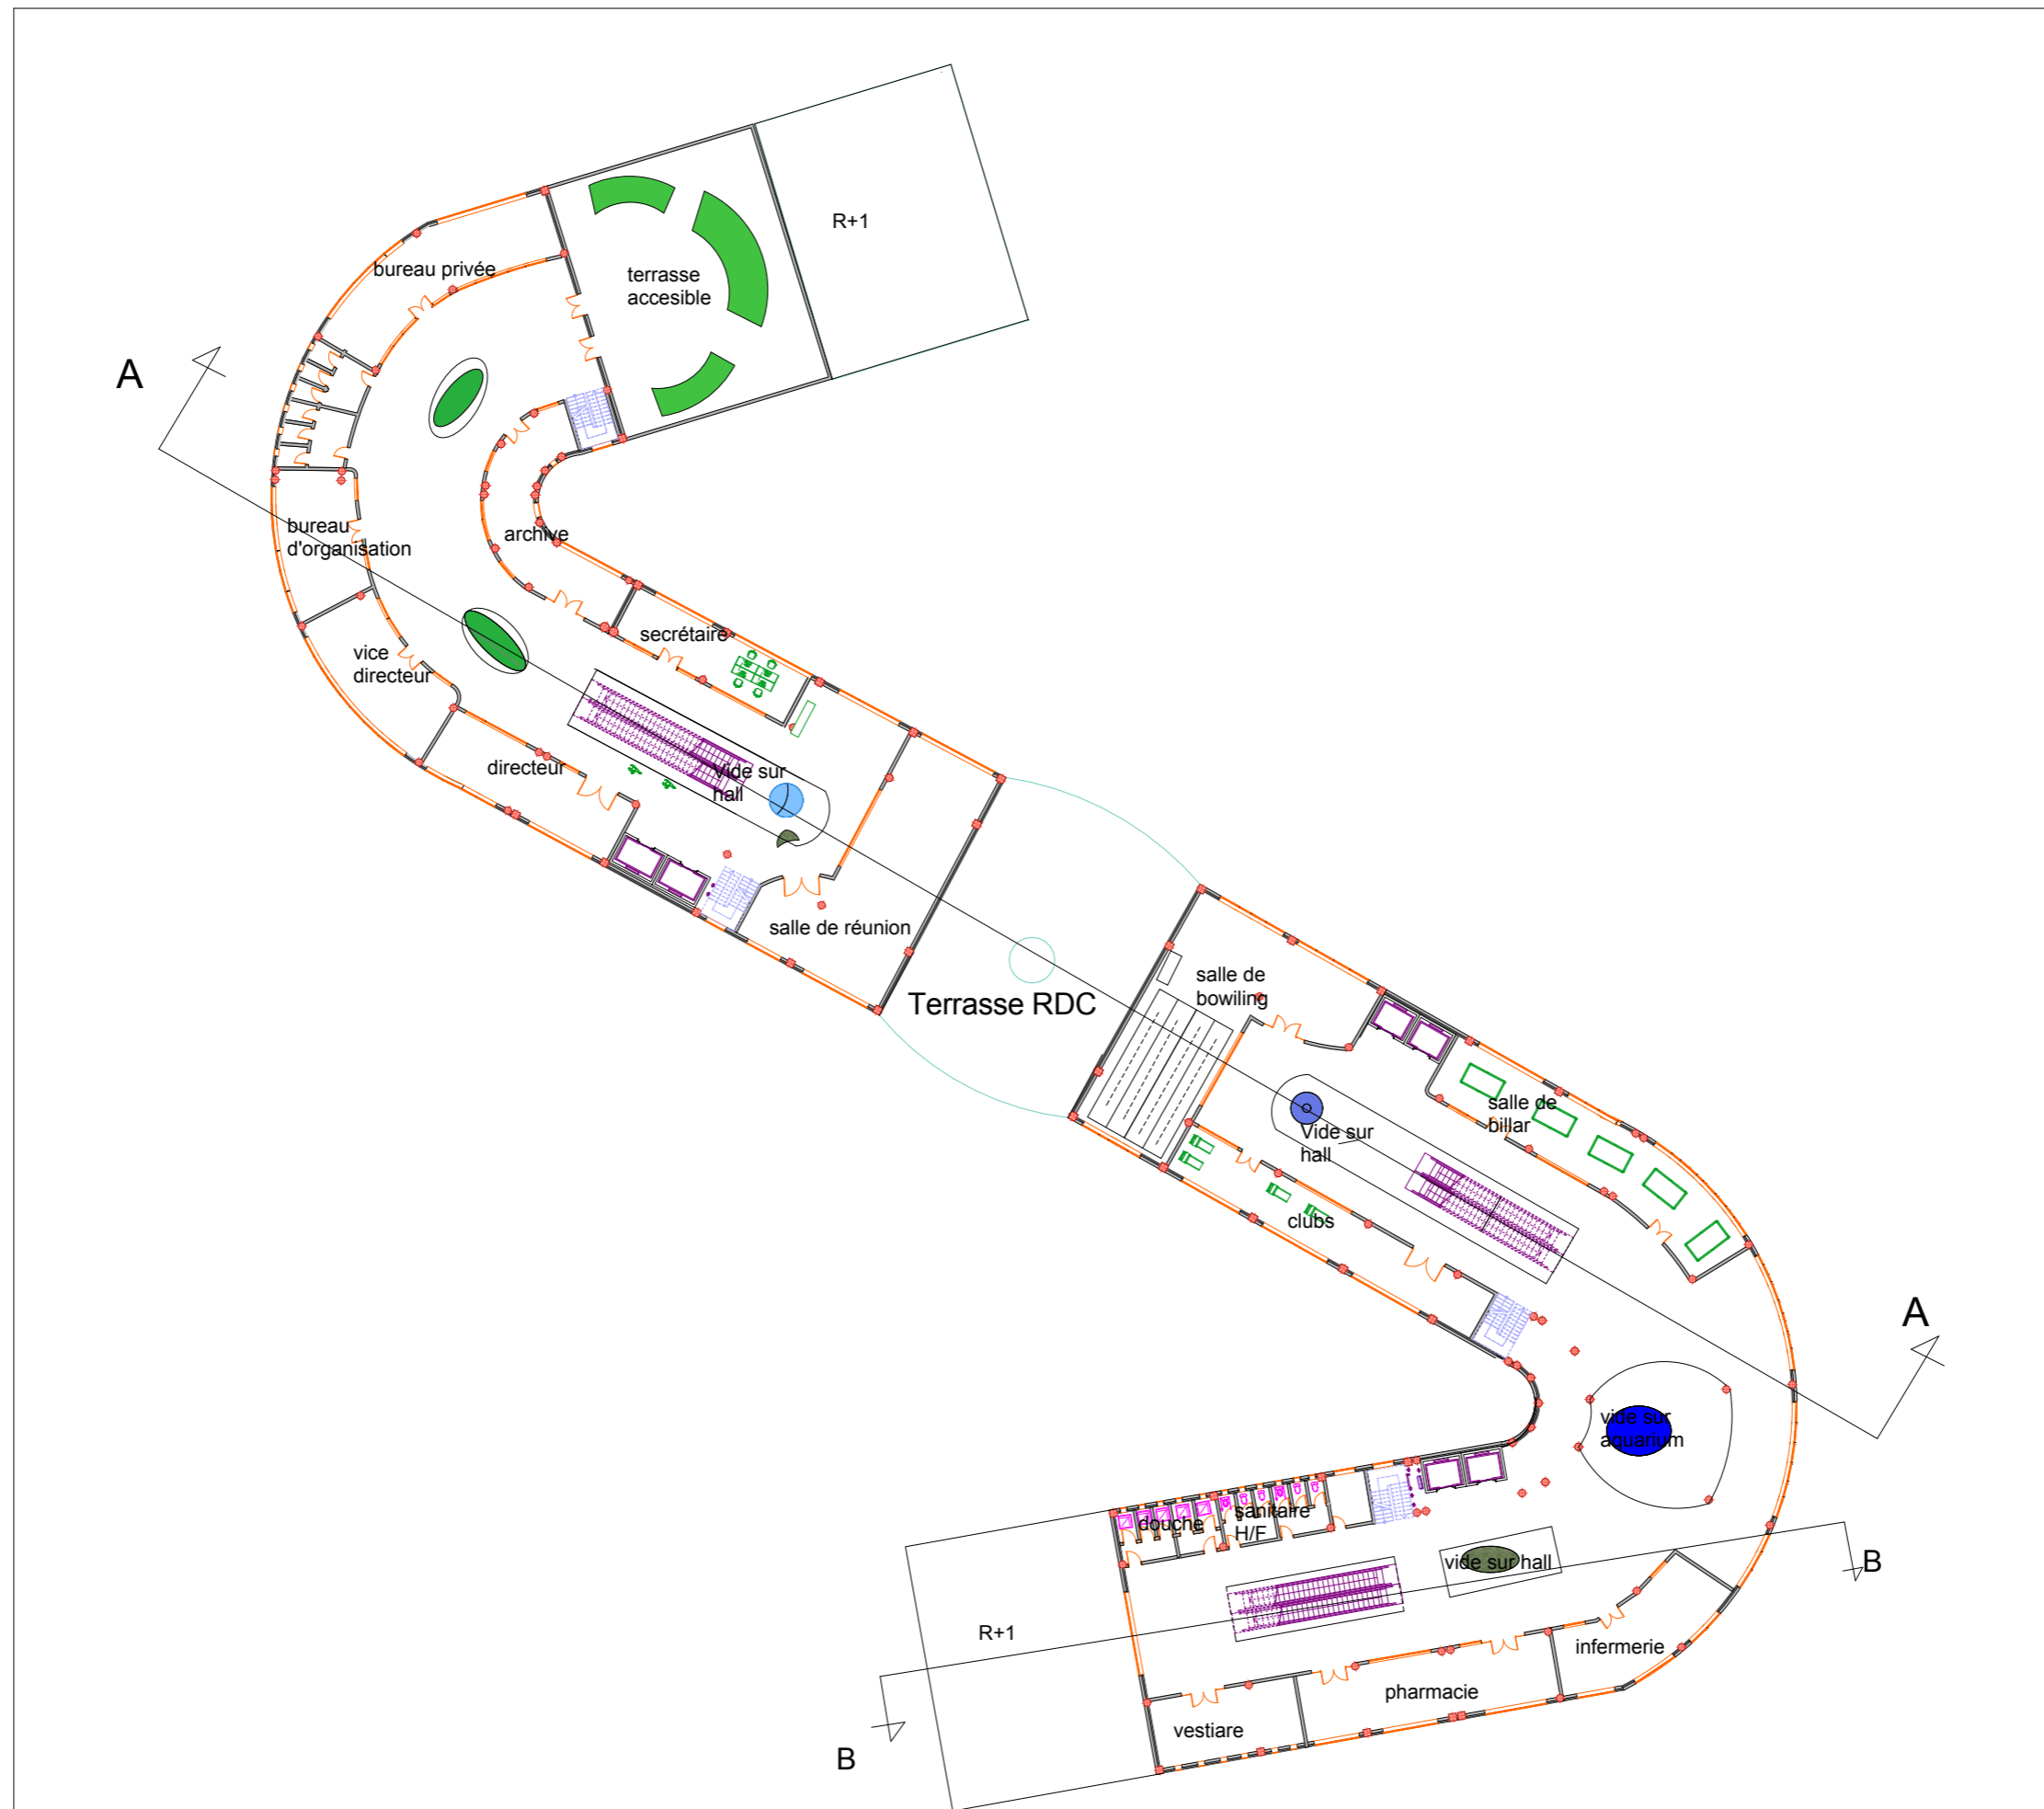 R+1
bureau privée
terrasse
accesible
A
bureau
d'organisation
archive
secrétaire
vice
directeur
directeur
Vide sur
hall
salle de réunion
Terrasse RDC
salle de
bowiling
salle de
billar
Vide sur
hall
clubs
A
vide sur
aquarium
douche
sanitaire
H/F
vide sur hall
B
R+1
infermerie
pharmacie
vestiare
B